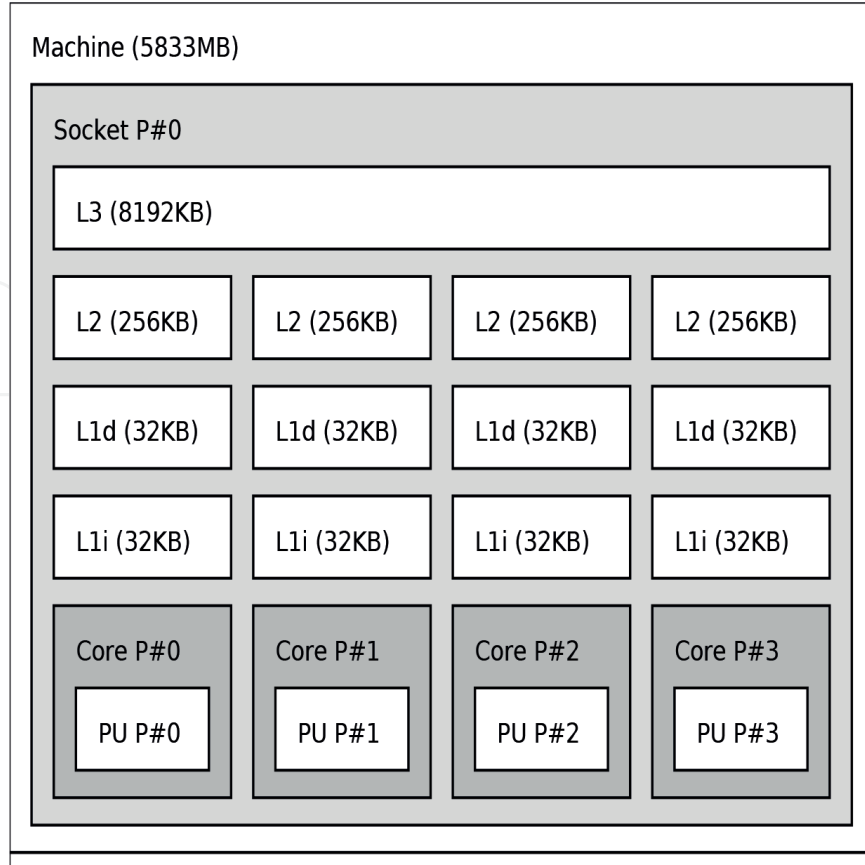 Machine (5833MB)
Socket P#0
L3 (8192KB)
L2 (256KB) L2 (256KB) L2 (256KB) L2 (256KB)
L1d (32KB) L1d (32KB) L1d (32KB) L1d (32KB)
L1i (32KB) L1i (32KB) L1i (32KB) L1i (32KB)
Core P#0 Core P#1 Core P#2 Core P#3
PU P#0 PU P#1 PU P#2 PU P#3